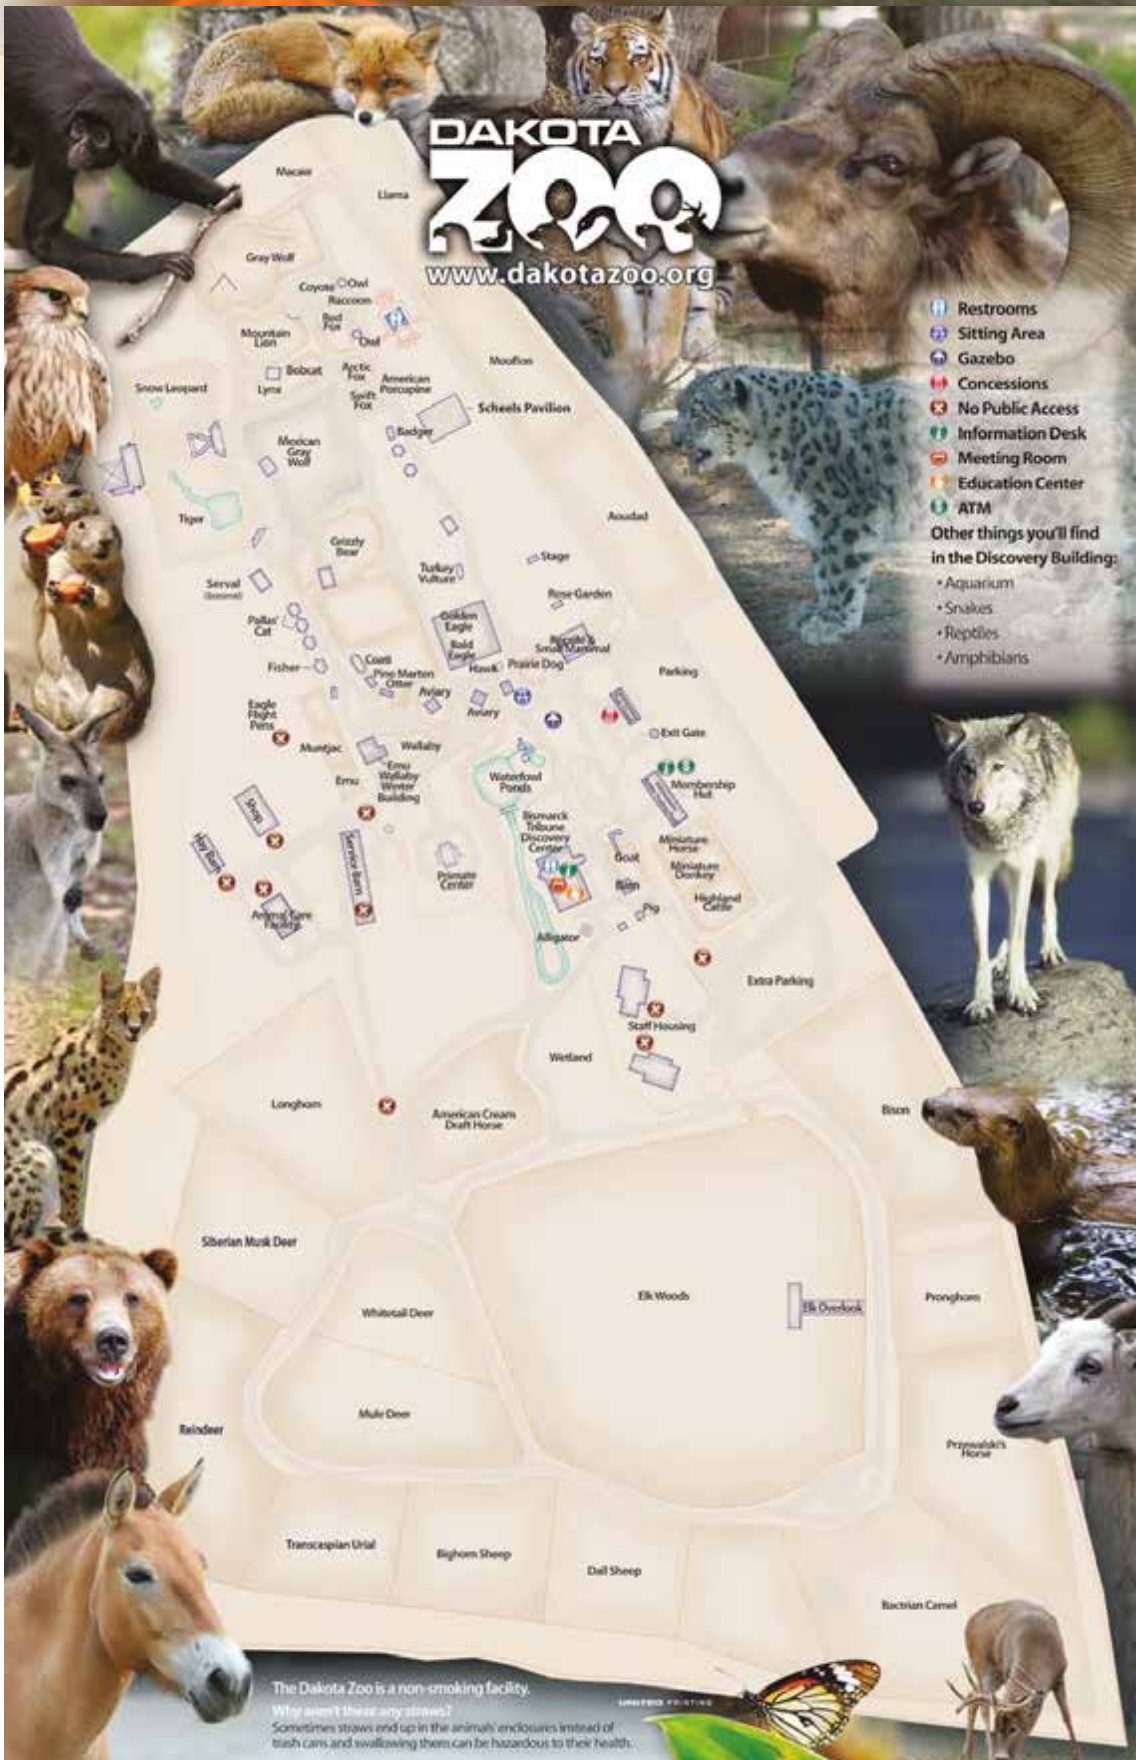 DAKOTA
ZOO
www.dakotazoo.org
Restrooms
Sitting Area
Gazebo
Concessions
No Public Access
Information Desk
Meeting Room
Education Center
ATM
Other things you'll find
in the Discovery Building:
• Aquarium
• Snakes
• Reptiles
• Amphibians
Macaw
Llama
Gray Wolf
Coyote
Owl
Raccoon
Red
Fox
Mountain
Lion
Owl
Mouflon
Bobcat
Arctic
Fox
American
Porcupine
Snow Leopard
Lynx
Swift
Fox
Scheels Pavilion
Badger
Mexican
Gray
Wolf
Tiger
Aoudad
Grizzly
Bear
Stage
Turkey
Vulture
Serval
Rose Garden
Pallas'
Cat
Golden
Eagle
Bald
Eagle
Small Mammal
Hawk
Prairie Dog
Fisher
Coati
Pine Marten
Otter
Parking
Aviary
Aviary
Eagle
Flight
Pens
Exit Gate
Muntjac
Wallaby
Emu
Emu
Wallaby
Winter
Building
Waterfowl
Ponds
Membership
Hut
Shop
Bismarck
Tribune
Discovery
Center
Miniature
Horse
Hay Barn
Service Barn
Primate
Center
Goat
Miniature
Donkey
Barn
Highland
Cattle
Animal Care
Facility
Pig
Alligator
Extra Parking
Staff Housing
Wetland
Longhorn
American Cream
Draft Horse
Bison
Siberian Musk Deer
Whitetail Deer
Elk Woods
Elk Overlook
Pronghorn
Mule Deer
Reindeer
Przewalski's
Horse
Transcaspian Urial
Bighorn Sheep
Dall Sheep
Bactrian Camel
The Dakota Zoo is a non-smoking facility.
Why aren't there any straws?
Sometimes straws end up in the animals' enclosures instead of
trash cans and swallowing them can be hazardous to their health.
UNITED PRINTING